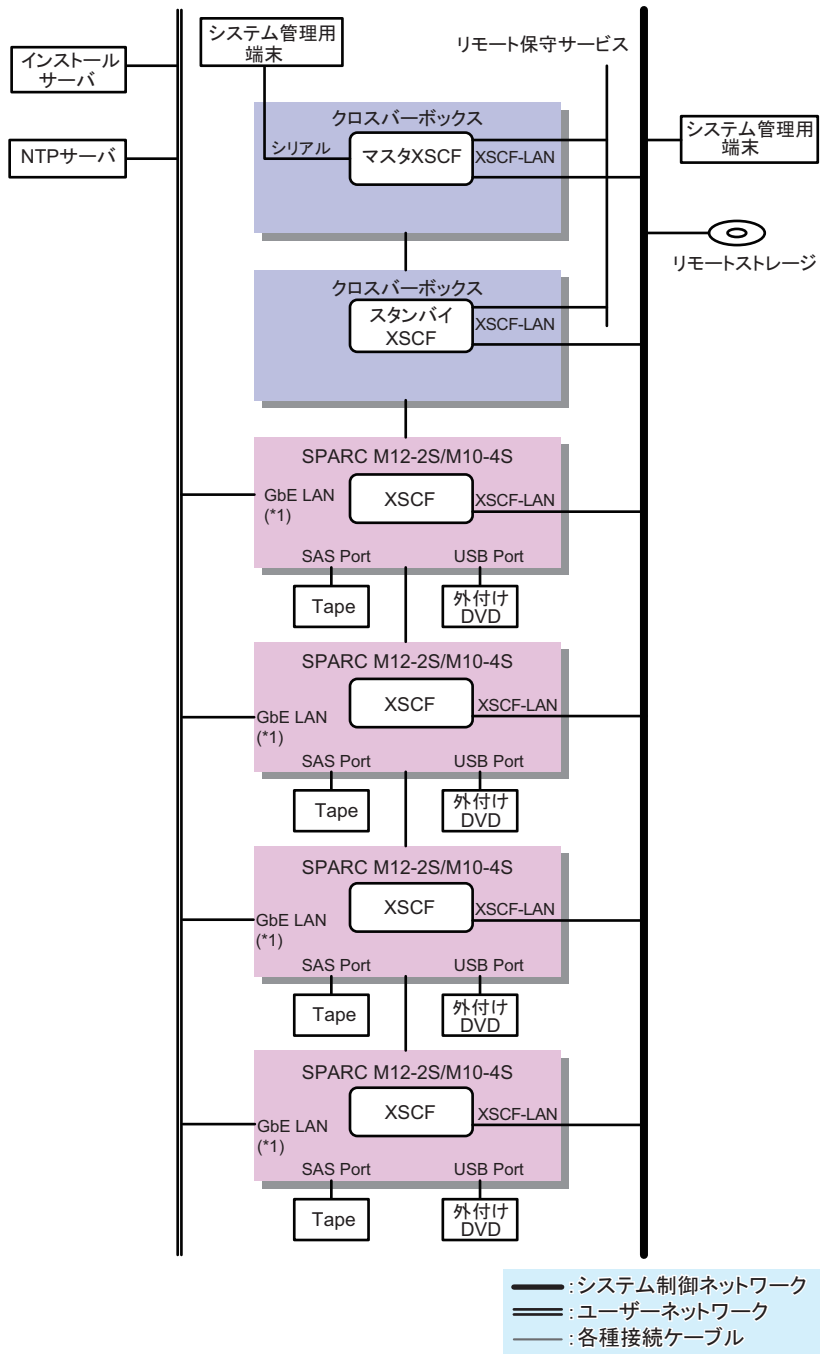 システム管理用
端末
リモート保守サービス
インストール
サーバ
NTPサーバ
クロスバーボックス
シリアル
マスタXSCF
XSCF-LAN
システム管理用
端末
リモートストレージ
クロスバーボックス
スタンバイ
XSCF
XSCF-LAN
SPARC M12-2S/M10-4S
GbE LAN
(*1)
XSCF
XSCF-LAN
SAS Port
USB Port
Tape
外付け
DVD
SPARC M12-2S/M10-4S
GbE LAN
(*1)
XSCF
XSCF-LAN
SAS Port
USB Port
Tape
外付け
DVD
SPARC M12-2S/M10-4S
GbE LAN
(*1)
XSCF
XSCF-LAN
SAS Port
USB Port
Tape
外付け
DVD
SPARC M12-2S/M10-4S
GbE LAN
(*1)
XSCF
XSCF-LAN
SAS Port
USB Port
Tape
外付け
DVD
:システム制御ネットワーク
:ユーザーネットワーク
:各種接続ケーブル